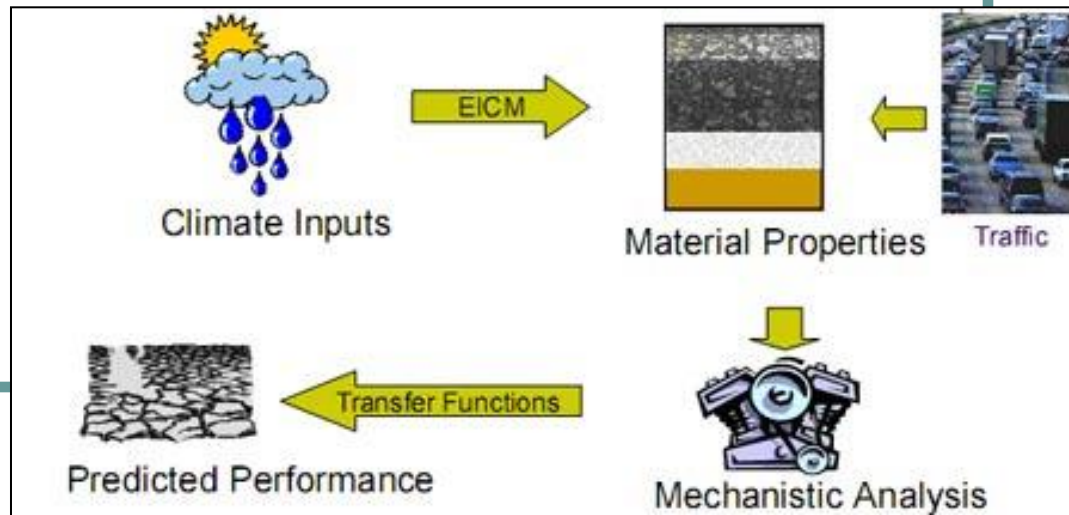 EICM
Climate Inputs
Material Properties
Traffic
Transfer Functions
Predicted Performance
Mechanistic Analysis